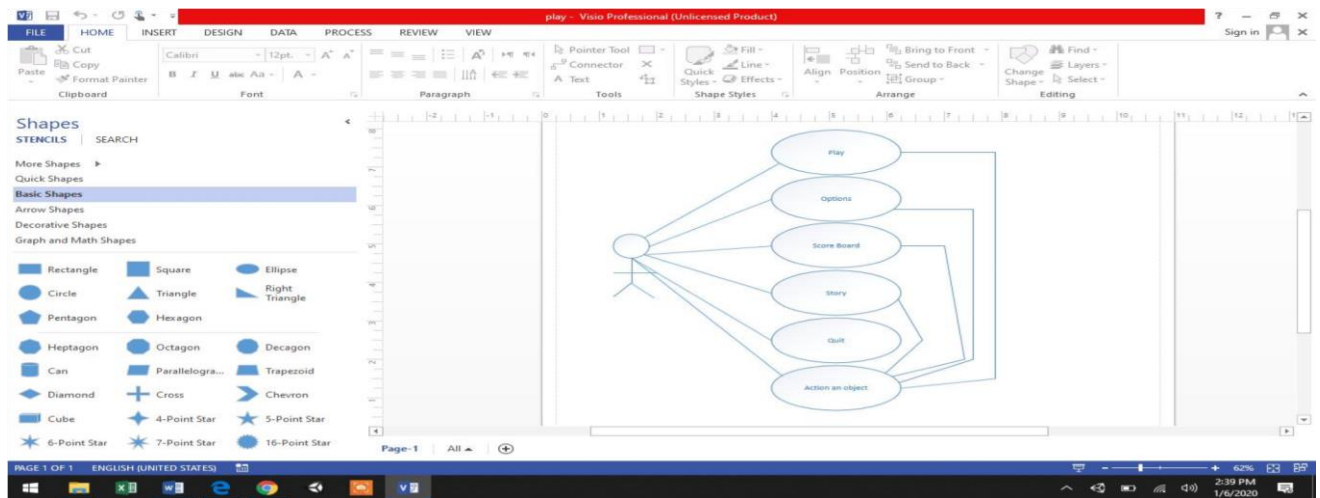 play - Visio Professional (Unlicensed Product)
FILE HOME INSERT DESIGN DATA PROCESS REVIEW VIEW Sign in
Paste Cut Copy Format Painter
Clipboard
Calibri 12pt. A A
B I U abc Aa A
Font
Paragraph
Pointer Tool
Connector
A Text
Tools
Quick Styles Fill Line Effects
Shape Styles
Align Position Bring to Front Send to Back Group
Arrange
Change Shape Find Layers Select
Editing
Shapes
STENCILS | SEARCH
More Shapes
Quick Shapes
Basic Shapes
Arrow Shapes
Decorative Shapes
Graph and Math Shapes
Rectangle Square Ellipse
Circle Triangle Right Triangle
Pentagon Hexagon
Heptagon Octagon Decagon
Can Parallelogra... Trapezoid
Diamond Cross Chevron
Cube 4-Point Star 5-Point Star
6-Point Star 7-Point Star 16-Point Star
Play
Options
Score Board
Story
Quit
Action an object
Page-1 All
PAGE 1 OF 1 ENGLISH (UNITED STATES) 62%
2:39 PM
1/6/2020